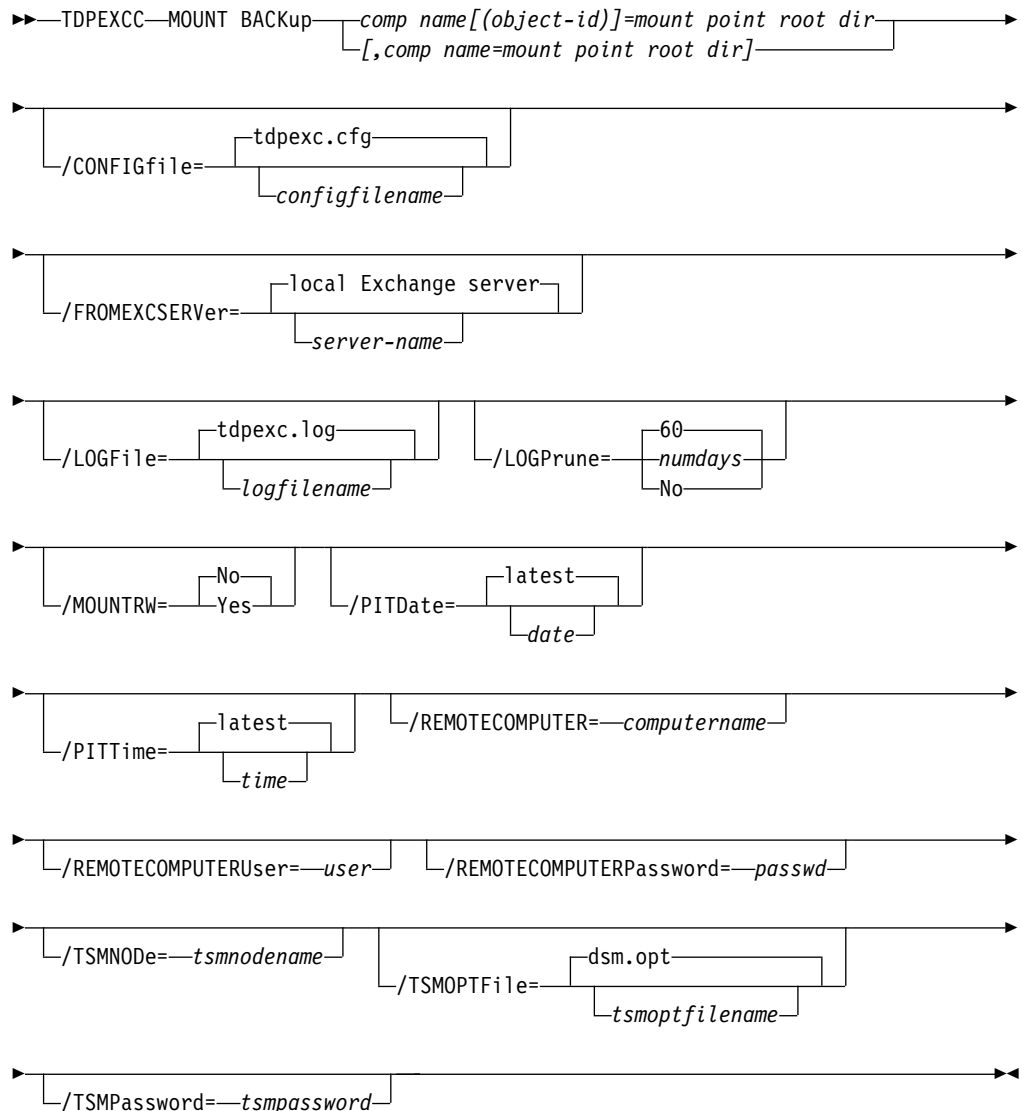 TDPEXCC MOUNT BACKup comp name[(object-id)]=mount point root dir
[,comp name=mount point root dir]
/CONFIGfile= tdpexc.cfg
configfilename
/FROMEXCSERVer= local Exchange server
server-name
/LOGFile= tdpexc.log
logfilename
/LOGPrune= 60
numdays
No
/MOUNTRW= No
Yes
/PITDate= latest
date
/PITTime= latest
time
/REMOTECOMPUTER= computername
/REMOTECOMPUTERUser= user
/REMOTECOMPUTERPassword= passwd
/TSMNODe= tsmnodename
/TSMOPTFile= dsm.opt
tsmoptfilename
/TSMPassword= tsmpassword